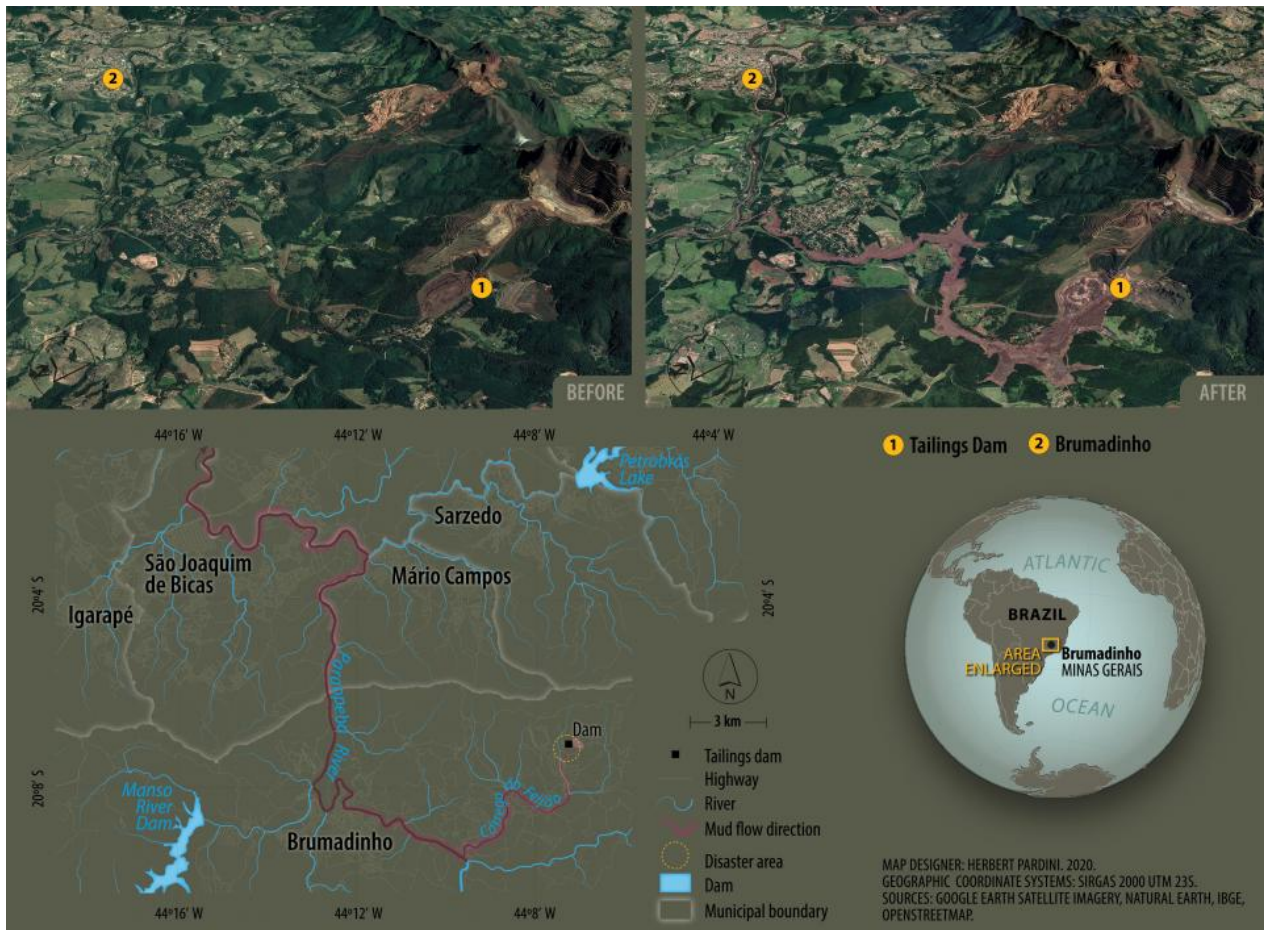 2
2
1
1
BEFORE
AFTER
44º16' W
44º12' W
44º8' W
44º4' W
1 Tailings Dam
2 Brumadinho
Petrobrás
Lake
Sarzedo
São Joaquim
de Bicas
Mário Campos
Igarapé
20º4' S
20º4' S
Paraopeba River
N
3 km
Dam
20º8' S
Manso
River
Dam
Córrego do Feijão
Brumadinho
44º16' W
44º12' W
44º8' W
Tailings dam
Highway
River
Mud flow direction
Disaster area
Dam
Municipal boundary
ATLANTIC
BRAZIL
AREA
ENLARGED
Brumadinho
MINAS GERAIS
OCEAN
MAP DESIGNER: HERBERT PARDINI. 2020.
GEOGRAPHIC COORDINATE SYSTEMS: SIRGAS 2000 UTM 23S.
SOURCES: GOOGLE EARTH SATELLITE IMAGERY, NATURAL EARTH, IBGE,
OPENSTREETMAP.